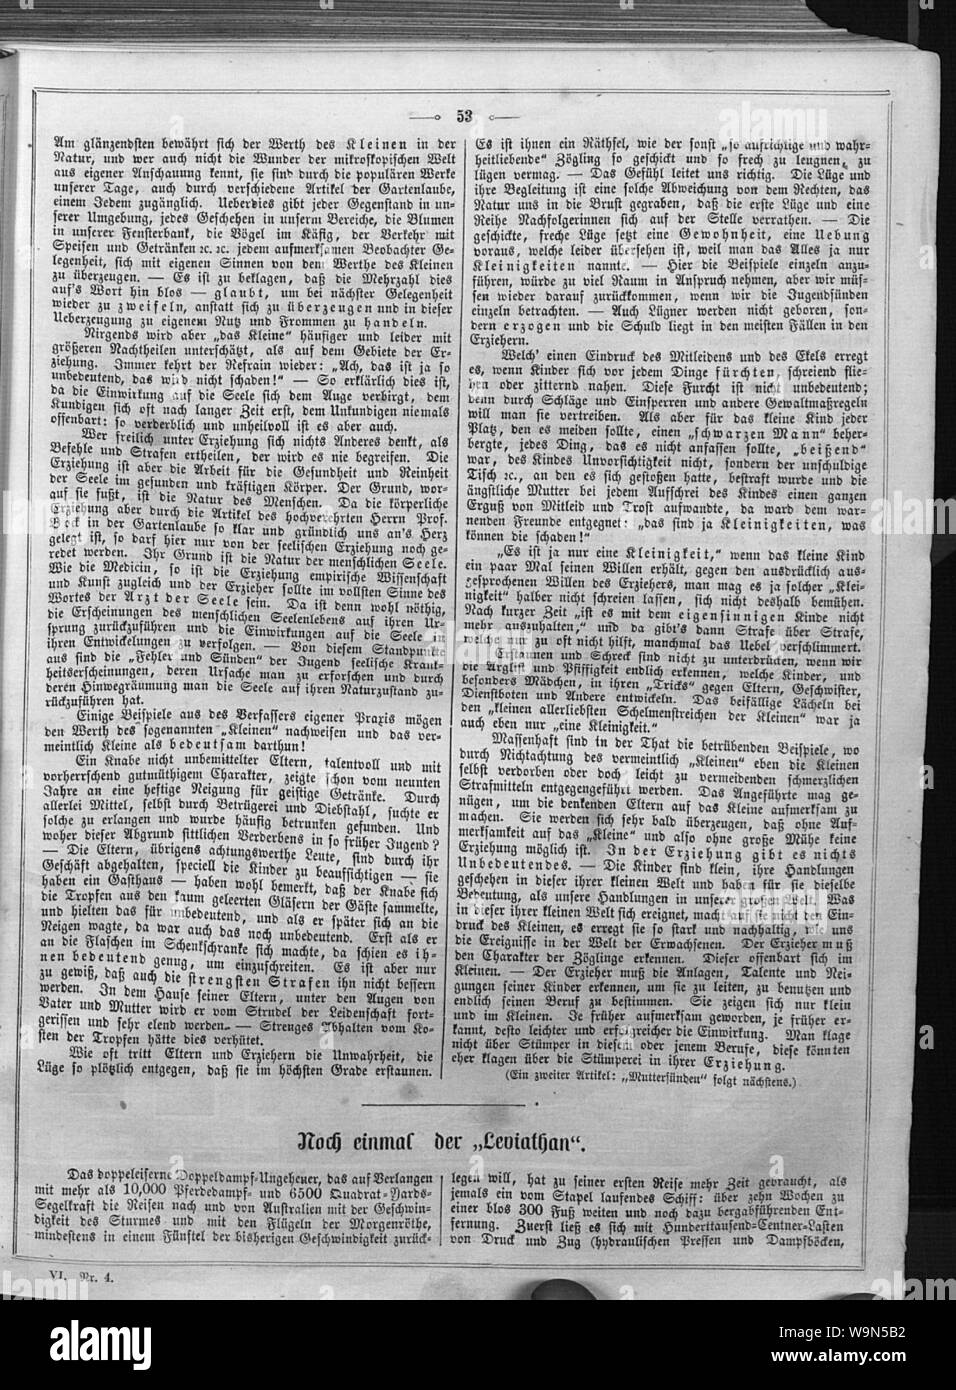 53
Am glänzendsten bewährt sich der Werth des Kleinen in der
Natur, und wer auch nicht die Wunder der mikroskopischen Welt
aus eigener Anschauung kennt, sie sind durch die populären Werke
unserer Tage, auch durch verschiedene Artikel der Gartenlaube,
einem Jedem zugänglich. Ueberdies gibt jeder Gegenstand in un-
serer Umgebung, jedes Geschehen in unserm Bereiche, die Blumen
in unserer Fensterbank, die Vögel im Käfig, der Verkehr mit
Speisen und Getränken ꝛc. ꝛc. jedem aufmerksamen Beobachter Ge-
legenheit, sich mit eigenen Sinnen von dem Werthe des Kleinen
zu überzeugen. — Es ist zu beklagen, daß die Mehrzahl dies
auf's Wort hin blos — glaubt, um bei nächster Gelegenheit
wieder zu zweifeln, anstatt sich zu überzeugen und in dieser
Ueberzeugung zu eigenem Nutz und Frommen zu handeln.
Nirgends wird aber „das Kleine“ häufiger und leider mit
größeren Nachtheilen unterschätzt, als auf dem Gebiete der Er-
ziehung. Immer kehrt der Refrain wieder: „Ach, das ist ja so
unbedeutend, das wird nicht schaden!“ — So erklärlich dies ist,
da die Einwirkung auf die Seele sich dem Auge verbirgt, dem
Kundigen sich oft nach langer Zeit erst, dem Unkundigen niemals
offenbart: so verderblich und unheilvoll ist es aber auch.
Wer freilich unter Erziehung sich nichts Anderes denkt, als
Befehle und Strafen ertheilen, der wird es nie begreifen. Die
Erziehung ist aber die Arbeit für die Gesundheit und Reinheit
der Seele im gesunden und kräftigen Körper. Der Grund, wor-
auf sie fußt, ist die Natur des Menschen. Da die körperliche
Erziehung aber durch die Artikel des hochverehrten Herrn Prof.
Bock in der Gartenlaube so klar und gründlich uns an's Herz
gelegt ist, so darf hier nur von der seelischen Erziehung noch ge-
redet werden. Ihr Grund ist die Natur der menschlichen Seele.
Wie die Medicin, so ist die Erziehung empirische Wissenschaft
und Kunst zugleich und der Erzieher sollte im vollsten Sinne des
Wortes der Arzt der Seele sein. Da ist denn wohl nöthig,
die Erscheinungen des menschlichen Seelenlebens auf ihren Ur-
sprung zurückzuführen und die Einwirkungen auf die Seele in
ihren Entwickelungen zu verfolgen. — Von diesem Standpunkte
aus sind die „Fehler und Sünden“ der Jugend seelische Krank-
heitserscheinungen, deren Ursache man zu erforschen und durch
deren Hinwegräumung man die Seele auf ihren Naturzustand zu-
rückzuführen hat.
Einige Beispiele aus des Verfassers eigener Praxis mögen
den Werth des sogenannten „Kleinen“ nachweisen und das ver-
meintlich Kleine als bedeutsam darthun!
Ein Knabe nicht unbemittelter Eltern, talentvoll und mit
vorherrschend gutmüthigem Charakter, zeigte schon vom neunten
Jahre an eine heftige Neigung für geistige Getränke. Durch
allerlei Mittel, selbst durch Betrügerei und Diebstahl, suchte er
solche zu erlangen und wurde häufig betrunken gefunden. Und
woher dieser Abgrund sittlichen Verderbens in so früher Jugend?
— Die Eltern, übrigens achtungswerthe Leute, sind durch ihr
Geschäft abgehalten, speciell die Kinder zu beaufsichtigen — sie
haben ein Gasthaus — haben wohl bemerkt, daß der Knabe sich
die Tropfen aus den kaum geleerten Gläsern der Gäste sammelte,
und hielten das für unbedeutend, und als er später sich an die
Neigen wagte, da war auch das noch unbedeutend. Erst als er
an die Flaschen im Schenkschranke sich machte, da schien es ih-
nen bedeutend genug, um einzuschreiten. Es ist aber nur
zu gewiß, daß auch die strengsten Strafen ihn nicht bessern
werden. In dem Hause seiner Eltern, unter den Augen von
Vater und Mutter wird er vom Strudel der Leidenschaft fort-
gerissen und sehr elend werden. — Strenges Abhalten vom Ko-
sten der Tropfen hätte dies verhütet.
Wie oft tritt Eltern und Erziehern die Unwahrheit, die
Lüge so plötzlich entgegen, daß sie im höchsten Grade erstaunen.
Es ist ihnen ein Räthsel, wie der sonst „so aufrichtige und wahr-
heitliebende“ Zögling so geschickt und so frech zu leugnen, zu
lügen vermag. — Das Gefühl leitet uns richtig. Die Lüge und
ihre Begleitung ist eine solche Abweichung von dem Rechten, das
Natur uns in die Brust gegraben, daß die erste Lüge und eine
Reihe Nachfolgerinnen sich auf der Stelle verrathen. — Die
geschickte, freche Lüge setzt eine Gewohnheit, eine Uebung
voraus, welche leider übersehen ist, weil man das Alles ja nur
Kleinigkeiten nannte. — Hier die Beispiele einzeln anzu-
führen, würde zu viel Raum in Anspruch nehmen, aber wir müs-
sen wieder darauf zurückkommen, wenn wir die Jugendsünden
einzeln betrachten. — Auch Lügner werden nicht geboren, son-
dern erzogen und die Schuld liegt in den meisten Fällen in den
Erziehern.
Welch' einen Eindruck des Mitleidens und des Ekels erregt
es, wenn Kinder sich vor jedem Dinge fürchten, schreiend flie-
hen oder zitternd nahen. Diese Furcht ist nicht unbedeutend;
denn durch Schläge und Einsperren und andere Gewaltmaßregeln
will man sie vertreiben. Als aber für das kleine Kind jeder
Platz, den es meiden sollte, einen „schwarzen Mann“ beher-
bergte, jedes Ding, das es nicht anfassen sollte, „beißend“
war, des Kindes Unvorsichtigkeit nicht, sondern der unschuldige
Tisch ꝛc., an den es sich gestoßen hatte, bestraft wurde und die
ängstliche Mutter bei jedem Aufschrei des Kindes einen ganzen
Erguß von Mitleid und Trost aufwandte, da ward dem war-
nenden Freunde entgegnet: „das sind ja Kleinigkeiten, was
können die schaden!“
„Es ist ja nur eine Kleinigkeit,“ wenn das kleine Kind
ein paar Mal seinen Willen erhält, gegen den ausdrücklich aus-
gesprochenen Willen des Erziehers, man mag es ja solcher „Klei-
nigkeit“ halber nicht schreien lassen, sich nicht deshalb bemühen.
Nach kurzer Zeit „ist es mit dem eigensinnigen Kinde nicht
mehr auszuhalten,“ und da gibt's dann Strafe über Strafe,
welche nur zu oft nicht hilft, manchmal das Uebel verschlimmert.
Erstaunen und Schreck sind nicht zu unterdrücken, wenn wir
die Arglist und Pfiffigkeit endlich erkennen, welche Kinder, und
besonders Mädchen, in ihren „Tricks“ gegen Eltern, Geschwister,
Dienstboten und Andere entwickeln. Das beifällige Lächeln bei
den „kleinen allerliebsten Schelmenstreichen der Kleinen“ war ja
auch eben nur „eine Kleinigkeit.“
Massenhaft sind in der That die betrübenden Beispiele, wo
durch Nichtachtung des vermeintlich „Kleinen“ eben die Kleinen
selbst verdorben oder doch leicht zu vermeidenden schmerzlichen
Strafmitteln entgegengeführt werden. Das Angeführte mag ge-
nügen, um die denkenden Eltern auf das Kleine aufmerksam zu
machen. Sie werden sich sehr bald überzeugen, daß ohne Auf-
merksamkeit auf das „Kleine“ und also ohne große Mühe keine
Erziehung möglich ist. In der Erziehung gibt es nichts
Unbedeutendes. — Die Kinder sind klein, ihre Handlungen
geschehen in dieser ihrer kleinen Welt und haben für sie dieselbe
Bedeutung, als unsere Handlungen in unserer großen Welt. Was
in dieser ihrer kleinen Welt sich ereignet, macht auf sie nicht den Ein-
druck des Kleinen, es erregt sie so stark und nachhaltig, wie uns
die Ereignisse in der Welt der Erwachsenen. Der Erzieher muß
den Charakter der Zöglinge erkennen. Dieser offenbart sich im
Kleinen. — Der Erzieher muß die Anlagen, Talente und Nei-
gungen seiner Kinder erkennen, um sie zu leiten, zu benutzen und
endlich seinen Beruf zu bestimmen. Sie zeigen sich nur klein
und im Kleinen. Je früher aufmerksam geworden, je früher er-
kannt, desto leichter und erfolgreicher die Einwirkung. Man klage
nicht über Stümper in diesem oder jenem Berufe, diese könnten
eher klagen über die Stümperei in ihrer Erziehung.
(Ein zweiter Artikel: „Muttersünden“ folgt nächstens.)
Noch einmal der „Leviathan“.
Das doppeleiserne Doppeldampf-Ungeheuer, das auf Verlangen
mit mehr als 10,000 Pferdedampf- und 6500 Quadrat-Yards-
Segelkraft die Reisen nach und von Australien mit der Geschwin-
digkeit des Sturmes und mit den Flügeln der Morgenröthe,
mindestens in einem Fünftel der bisherigen Geschwindigkeit zurück-
legen will, hat zu seiner ersten Reise mehr Zeit gebraucht, als
jemals ein vom Stapel laufendes Schiff: über zehn Wochen zu
einer blos 300 Fuß weiten und noch dazu bergabführenden Ent-
fernung. Zuerst ließ es sich mit Hunderttausend-Centner-Lasten
von Druck und Zug (hydraulischen Pressen und Dampfböcken,
VI. Nr. 4.
alamy
Image ID: W9N5B2
www.alamy.com